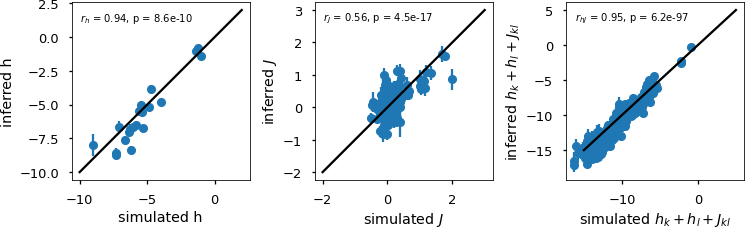 r_h = 0.94, p = 8.6e-10
2.5
0.0
−2.5
−5.0
−7.5
−10.0
inferred h
−10
−5
0
simulated h
r_J = 0.56, p = 4.5e-17
3
2
1
0
−1
−2
inferred J
−2
0
2
simulated J
r_hJ = 0.95, p = 6.2e-97
5
0
−5
−10
−15
inferred h_k + h_l + J_kl
−10
0
simulated h_k + h_l + J_kl